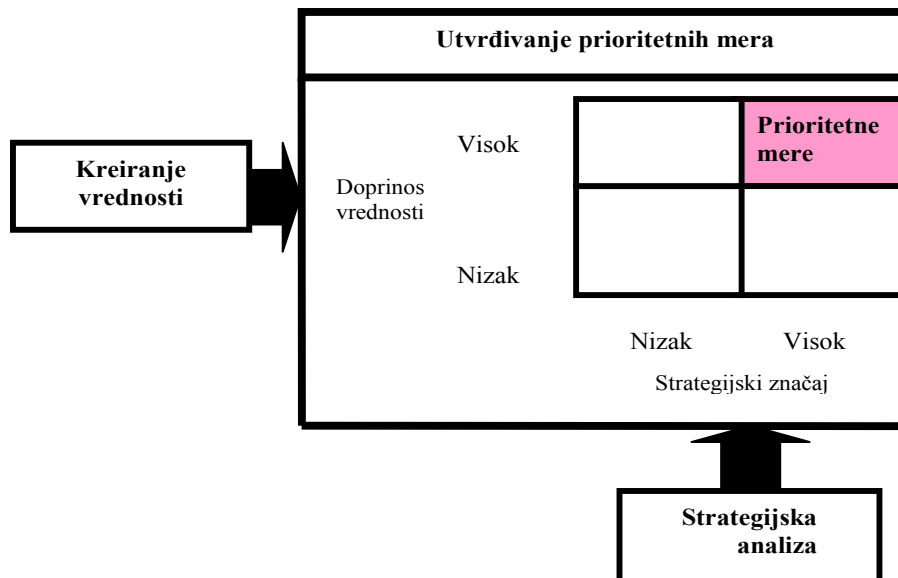 Utvrđivanje prioritetnih mera
Kreiranje
vrednosti
Doprinos
vrednosti
Visok
Nizak
Prioritetne
mere
Nizak Visok
Strategijski značaj
Strategijska
analiza